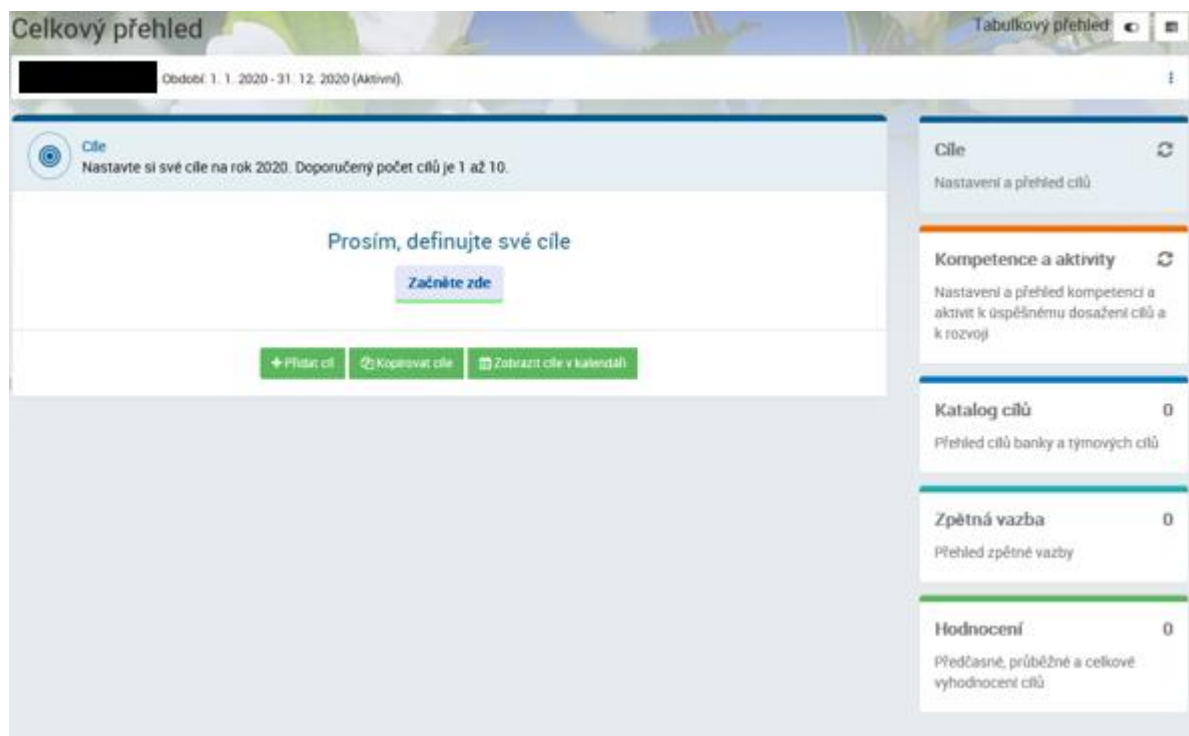 Celkový přehled
Tabulkový přehled
Období: 1. 1. 2020 - 31. 12. 2020 (Aktivní).
Cíle
Nastavte si své cíle na rok 2020. Doporučený počet cílů je 1 až 10.
Prosím, definujte své cíle
Začněte zde
Přidat cíl
Kopírovat cíle
Zobrazit cíle v kalendáři
Cíle
Nastavení a přehled cílů
Kompetence a aktivity
Nastavení a přehled kompetencí a
aktivit k úspěšnému dosažení cílů a
k rozvoji
Katalog cílů 0
Přehled cílů banky a týmových cílů
Zpětná vazba 0
Přehled zpětné vazby
Hodnocení 0
Předčasné, průběžné a celkové
vyhodnocení cílů